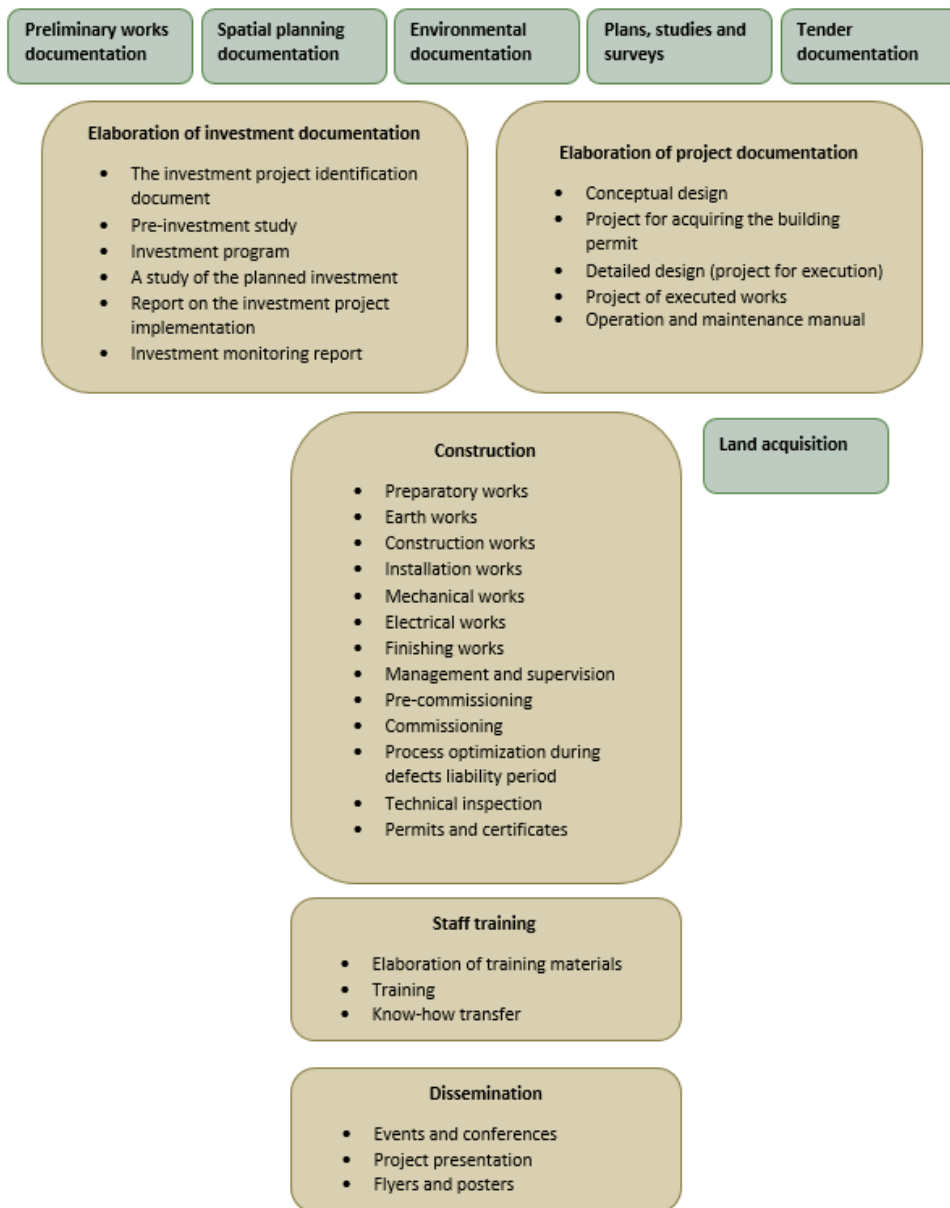 Preliminary works
documentation
Spatial planning
documentation
Environmental
documentation
Plans, studies and
surveys
Tender
documentation
Elaboration of investment documentation
• The investment project identification
document
• Pre-investment study
• Investment program
• A study of the planned investment
• Report on the investment project
implementation
• Investment monitoring report
Elaboration of project documentation
• Conceptual design
• Project for acquiring the building
permit
• Detailed design (project for execution)
• Project of executed works
• Operation and maintenance manual
Construction
• Preparatory works
• Earth works
• Construction works
• Installation works
• Mechanical works
• Electrical works
• Finishing works
• Management and supervision
• Pre-commissioning
• Commissioning
• Process optimization during
defects liability period
• Technical inspection
• Permits and certificates
Land acquisition
Staff training
• Elaboration of training materials
• Training
• Know-how transfer
Dissemination
• Events and conferences
• Project presentation
• Flyers and posters